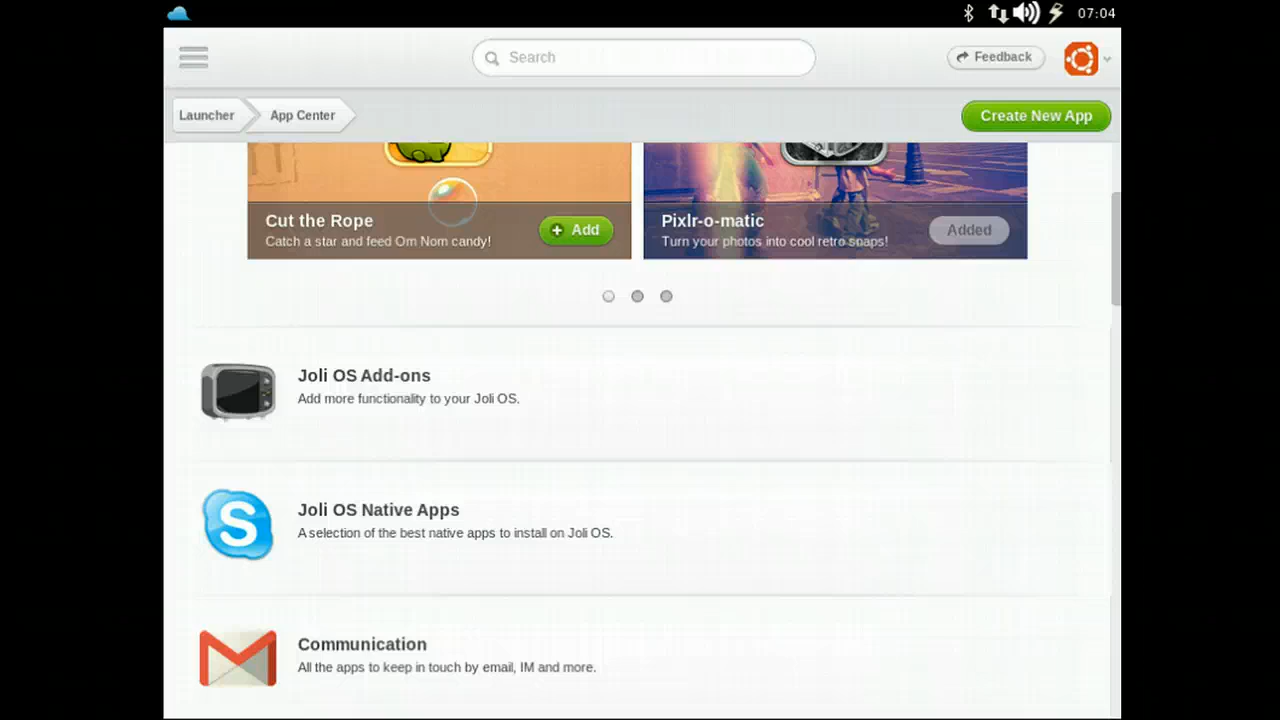 07:04
Search
Feedback
Launcher
App Center
Create New App
Cut the Rope
Catch a star and feed Om Nom candy!
Add
Pixlr-o-matic
Turn your photos into cool retro snaps!
Added
Joli OS Add-ons
Add more functionality to your Joli OS.
S
Joli OS Native Apps
A selection of the best native apps to install on Joli OS.
Communication
All the apps to keep in touch by email, IM and more.